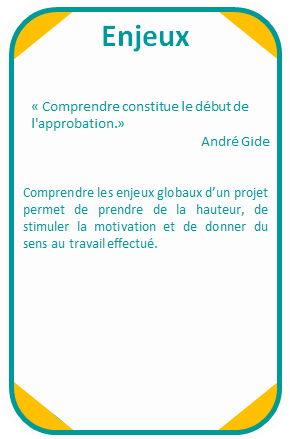 Enjeux
« Comprendre constitue le début de
l'approbation.»
André Gide
Comprendre les enjeux globaux d’un projet
permet de prendre de la hauteur, de
stimuler la motivation et de donner du
sens au travail effectué.